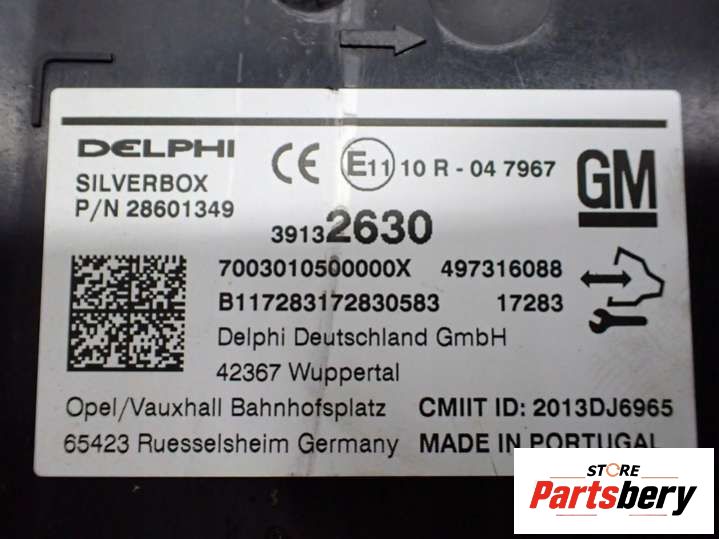 DELPHI
SILVERBOX
P/N 28601349
CE E11 10 R - 04 7967
GM
39132630
7003010500000X 497316088
B117283172830583 17283
Delphi Deutschland GmbH
42367 Wuppertal
Opel/Vauxhall Bahnhofsplatz CMIIT ID: 2013DJ6965
65423 Ruesselsheim Germany MADE IN PORTUGAL
STORE
Partsbery